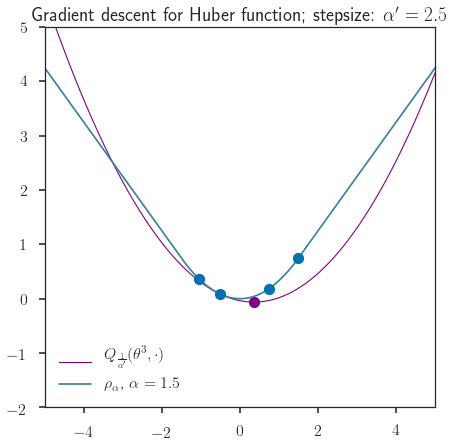 Gradient descent for Huber function; stepsize: α′ = 2.5
5
4
3
2
1
0
−1
−2
Q_{\frac{1}{α′}}(θ³, ·)
ρ_α, α = 1.5
−4 −2 0 2 4